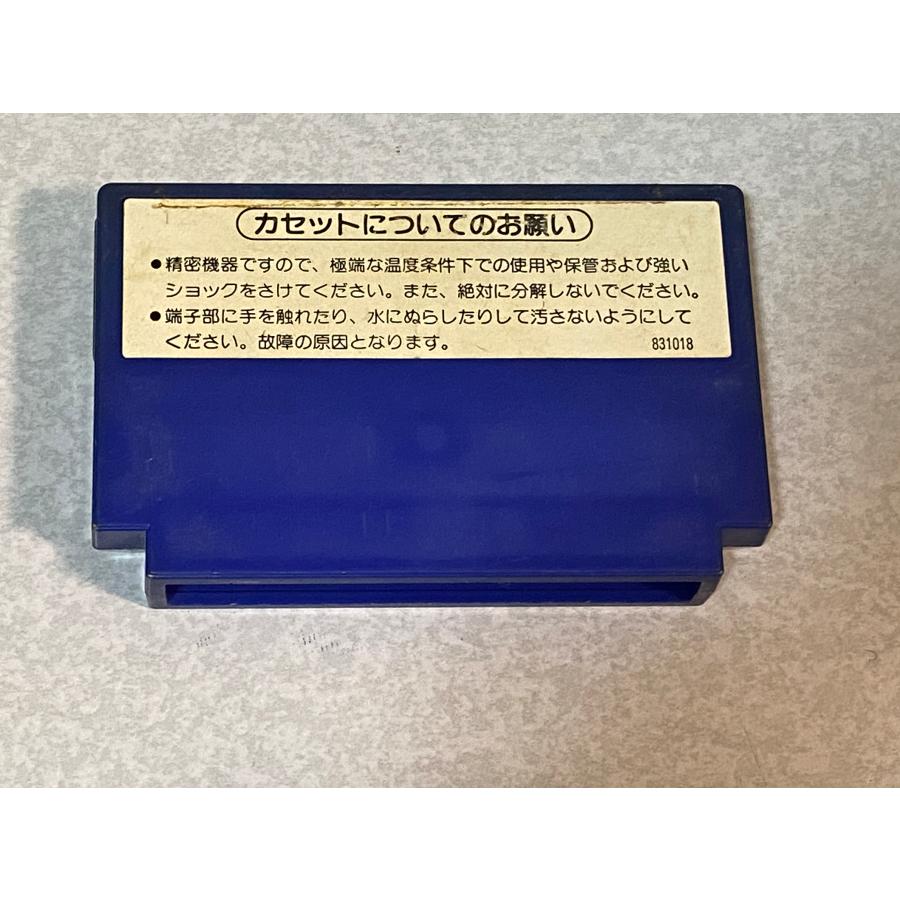 カセットについてのお願い
●精密機器ですので、極端な温度条件下での使用や保管および強い
ショックをさけてください。また、絶対に分解しないでください。
●端子部に手を触れたり、水にぬらしたりして汚さないようにして
ください。故障の原因となります。 831018